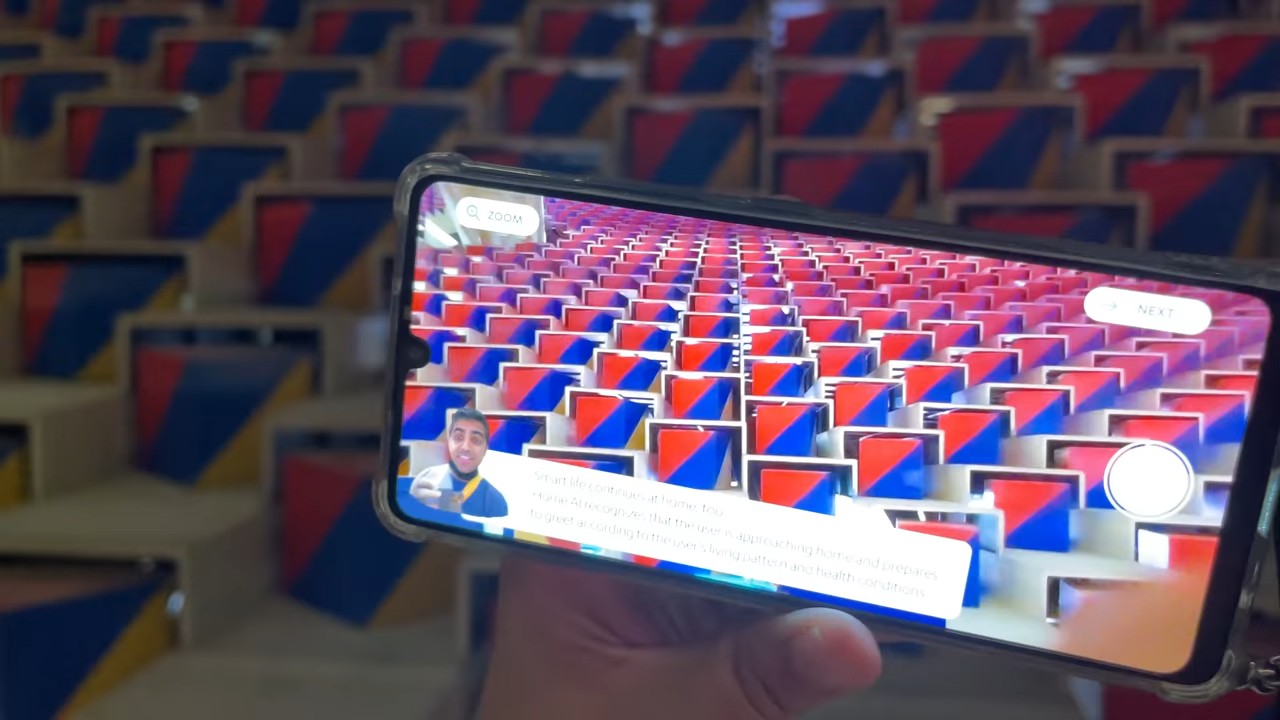 ZOOM
NEXT
Smart life continues at home, too.
Home AI recognizes that the user is approaching home and prepares
to greet according to the user's living pattern and health conditions.